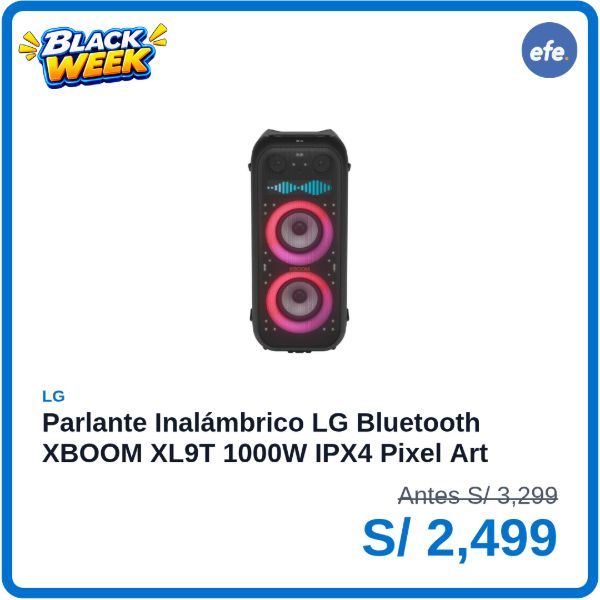 BLACK
WEEK
efe.
XBOOM
LG
Parlante Inalámbrico LG Bluetooth
XBOOM XL9T 1000W IPX4 Pixel Art
Antes S/ 3,299
S/ 2,499